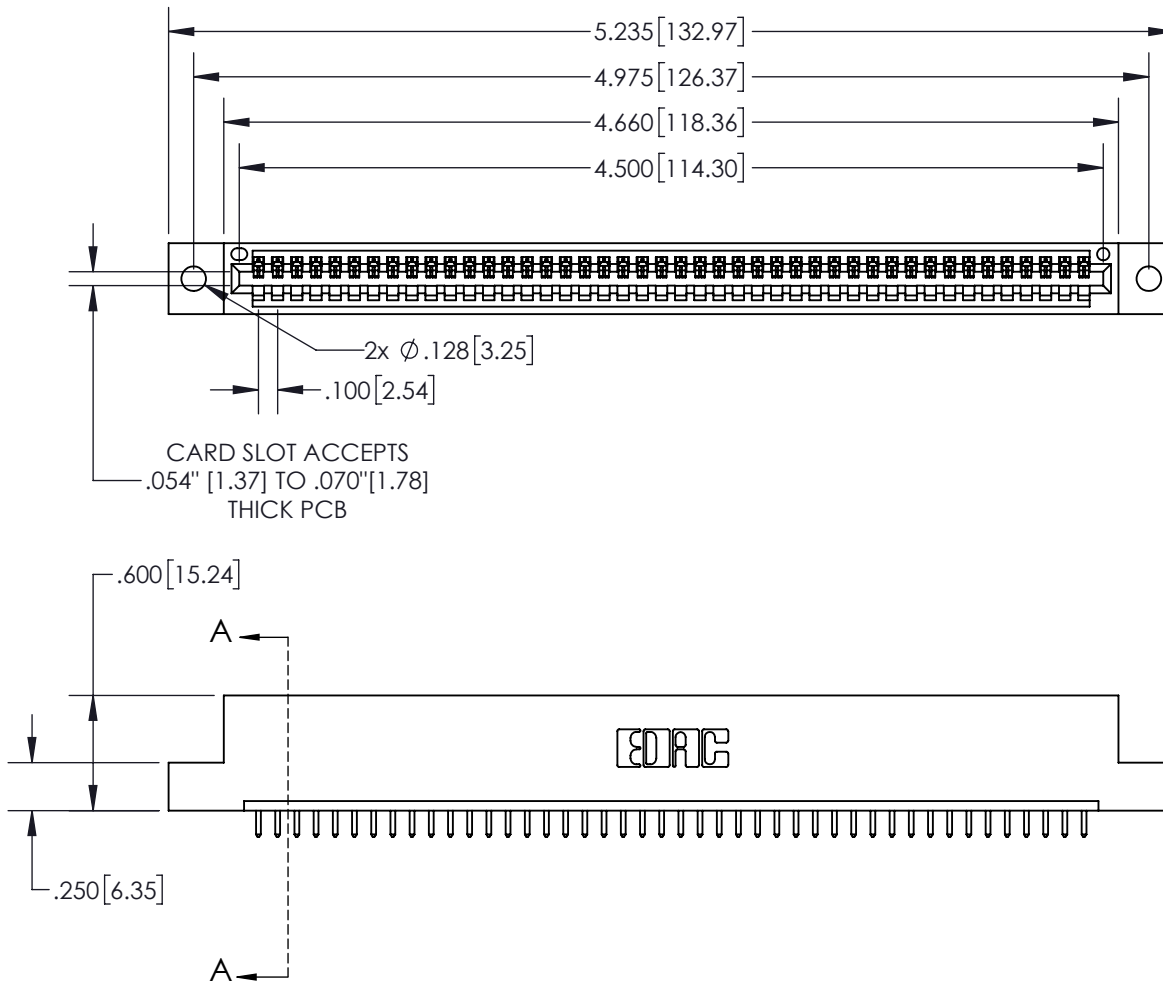 5.235[132.97]
4.975[126.37]
4.660[118.36]
4.500[114.30]
2x Ø.128[3.25]
.100[2.54]
CARD SLOT ACCEPTS
.054" [1.37] TO .070"[1.78]
THICK PCB
.600[15.24]
A
EDAC
.250[6.35]
A